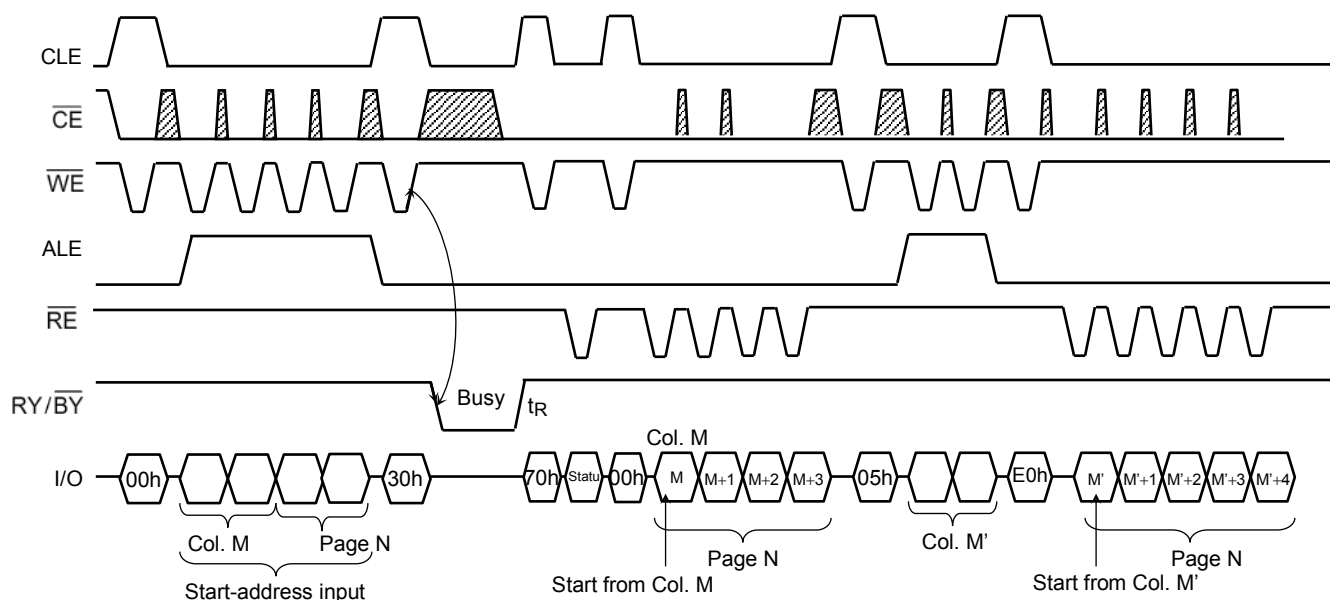 CLE
CE
WE
ALE
RE
RY/BY
Busy
tR
Col. M
I/O
00h
30h
70h
Statu
00h
M
M+1
M+2
M+3
05h
E0h
M'
M'+1
M'+2
M'+3
M'+4
Col. M
Page N
Start-address input
Page N
Start from Col. M
Col. M'
Page N
Start from Col. M'